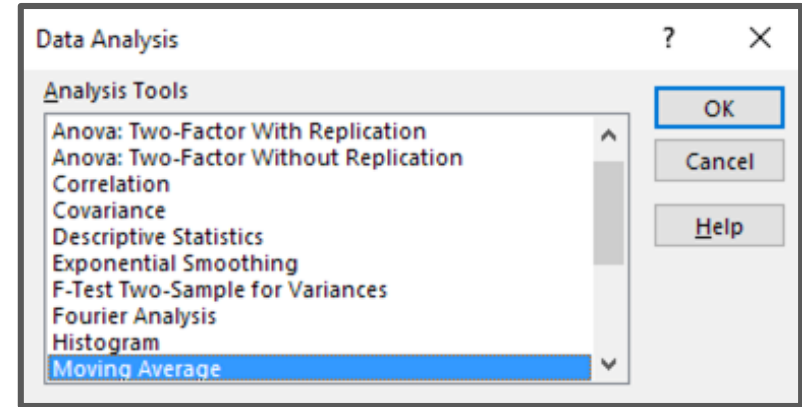 Data Analysis ? X
Analysis Tools
Anova: Two-Factor With Replication
Anova: Two-Factor Without Replication
Correlation
Covariance
Descriptive Statistics
Exponential Smoothing
F-Test Two-Sample for Variances
Fourier Analysis
Histogram
Moving Average
OK
Cancel
Help